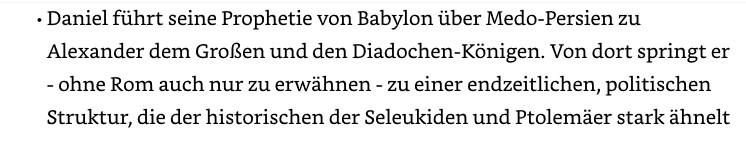 • Daniel führt seine Prophetie von Babylon über Medo-Persien zu
Alexander dem Großen und den Diadochen-Königen. Von dort springt er
- ohne Rom auch nur zu erwähnen - zu einer endzeitlichen, politischen
Struktur, die der historischen der Seleukiden und Ptolemäer stark ähnelt